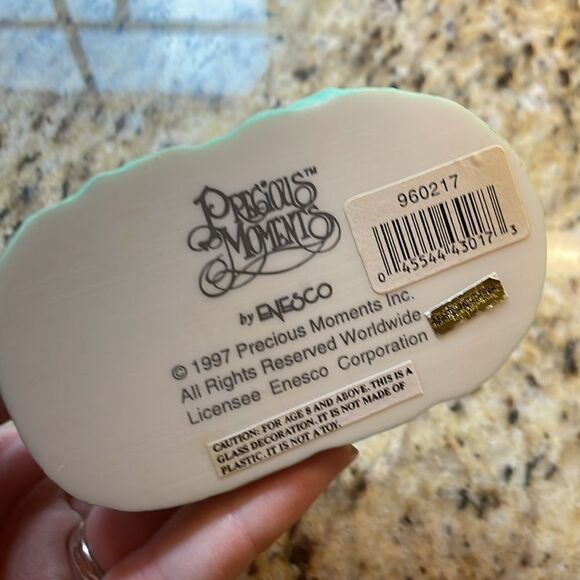 PRECIOUS™
MOMENTS
by ENESCO
960217
0 45544 43017 3
© 1997 Precious Moments Inc.
All Rights Reserved Worldwide
Licensee Enesco Corporation
CAUTION: FOR AGE 8 AND ABOVE. THIS IS A
GLASS DECORATION. IT IS NOT MADE OF
PLASTIC. IT IS NOT A TOY.